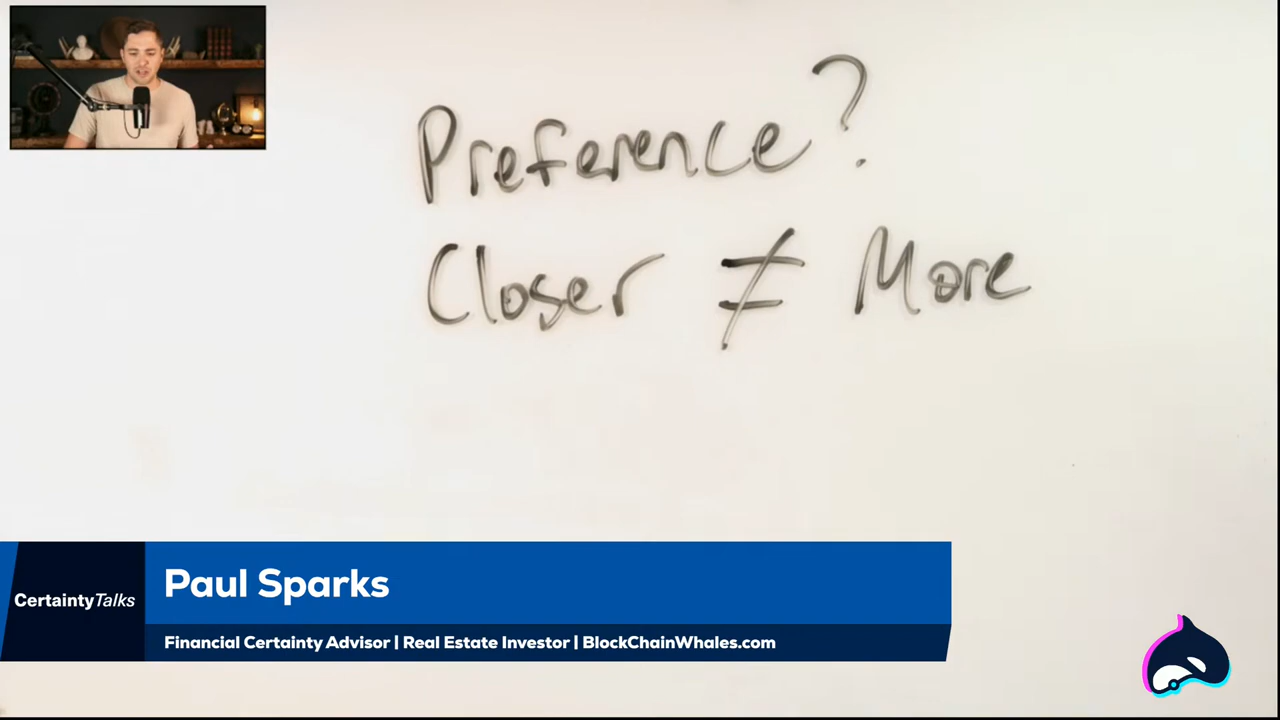 Preference?
Closer ≠ More
CertaintyTalks
Paul Sparks
Financial Certainty Advisor | Real Estate Investor | BlockChainWhales.com